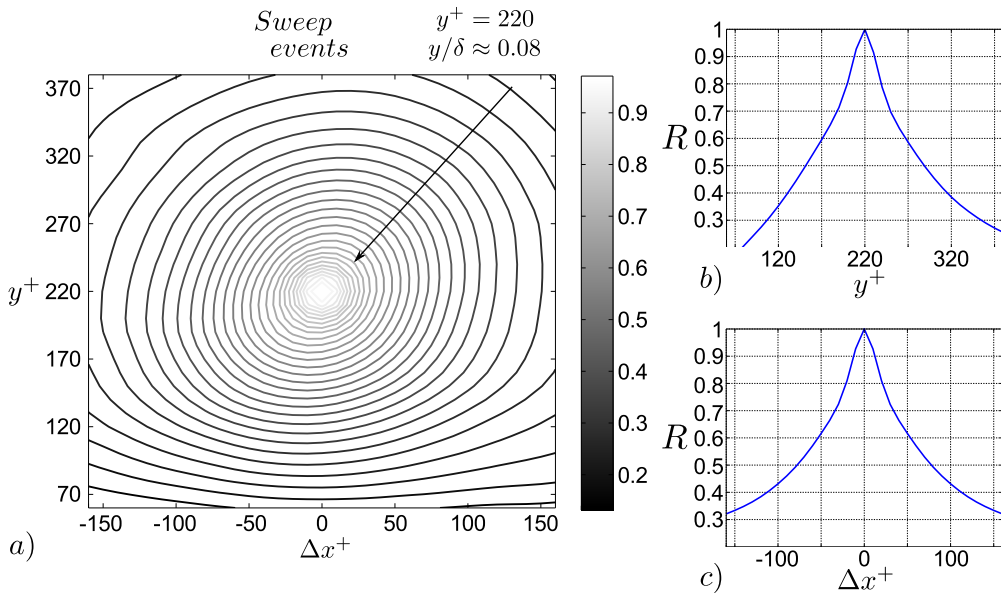 Sweep
events
y⁺ = 220
y/δ ≈ 0.08
370
320
270
220
170
120
70
y⁺
-150 -100 -50 0 50 100 150
Δx⁺
a)
0.9
0.8
0.7
0.6
0.5
0.4
0.3
0.2
1
0.9
0.8
0.7
0.6
0.5
0.4
0.3
R
120 220 320
y⁺
b)
1
0.9
0.8
0.7
0.6
0.5
0.4
0.3
R
-100 0 100
Δx⁺
c)